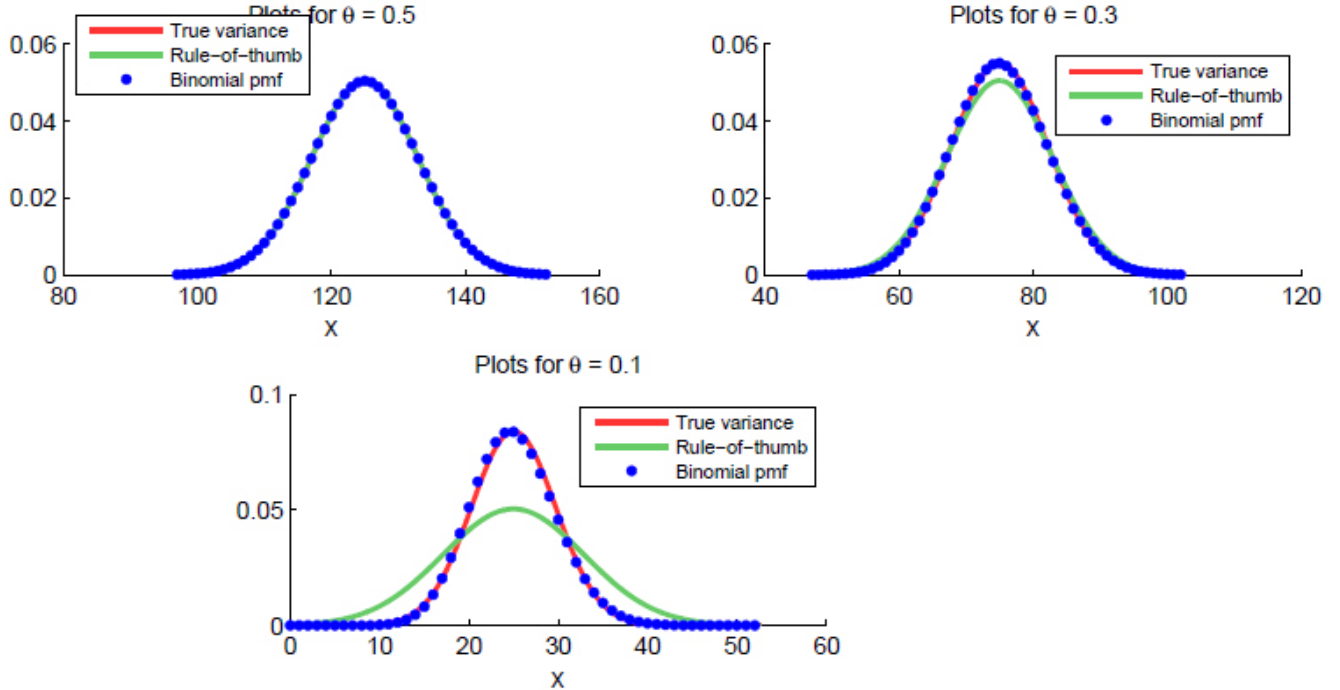 Plots for θ = 0.5
True variance
Rule-of-thumb
Binomial pmf
0.06
0.04
0.02
0
80 100 120 140 160
X
Plots for θ = 0.3
True variance
Rule-of-thumb
Binomial pmf
0.06
0.04
0.02
0
40 60 80 100 120
X
Plots for θ = 0.1
True variance
Rule-of-thumb
Binomial pmf
0.1
0.05
0
0 10 20 30 40 50 60
X